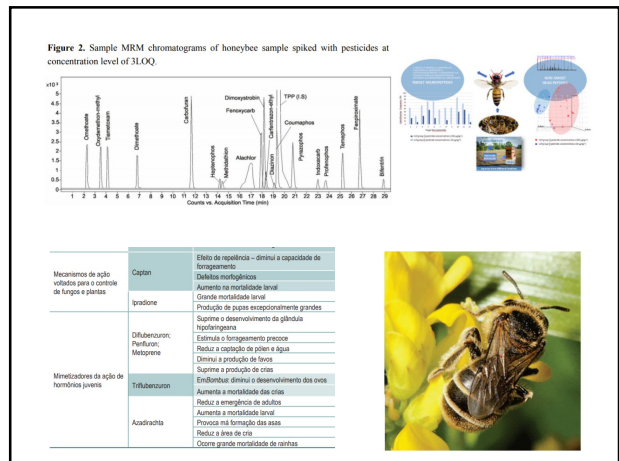 Figure 2. Sample MRM chromatograms of honeybee sample spiked with pesticides at
concentration level of 3LOQ.
x10³
5
4.5
4
3.5
3
2.5
2
1.5
1
0.5
0
Omethoate
Oxydemethon-methyl
Tiametoxam
Dimethoate
Carbofuran
Heptenophos
Methidathion
Alachlor
Fenoxycarb
Dimoxystrobin
Carfentrazon-ethyl
Diazinon
TPP (i.S)
Coumaphos
Pyrazophos
Indoxacarb
Profenophos
Temephos
Fenpiroximate
Bifentrin
1 2 3 4 5 6 7 8 9 10 11 12 13 14 15 16 17 18 19 20 21 22 23 24 25 26 27 28 29
Counts vs. Acquisition Time (min)
Mecanismos de ação
voltados para o controle
de fungos e plantas
Captan
Efeito de repelência – diminui a capacidade de
forrageamento
Defeitos morfogênicos
Aumento na mortalidade larval
Ipradione
Grande mortalidade larval
Produção de pupas excepcionalmente grandes
Mimetizadores da ação de
hormônios juvenis
Diflubenzuron;
Penfluron;
Metoprene
Suprime o desenvolvimento da glândula
hipofaringeana
Estimula o forrageamento precoce
Reduz a captação de pólen e água
Diminui a produção de favos
Suprime a produção de crias
Triflubenzuron
EmBombus: diminui o desenvolvimento dos ovos
Aumenta a mortalidade das crias
Azadirachta
Reduz a emergência de adultos
Aumenta a mortalidade larval
Provoca má formação das asas
Reduz a área de cria
Ocorre grande mortalidade de rainhas